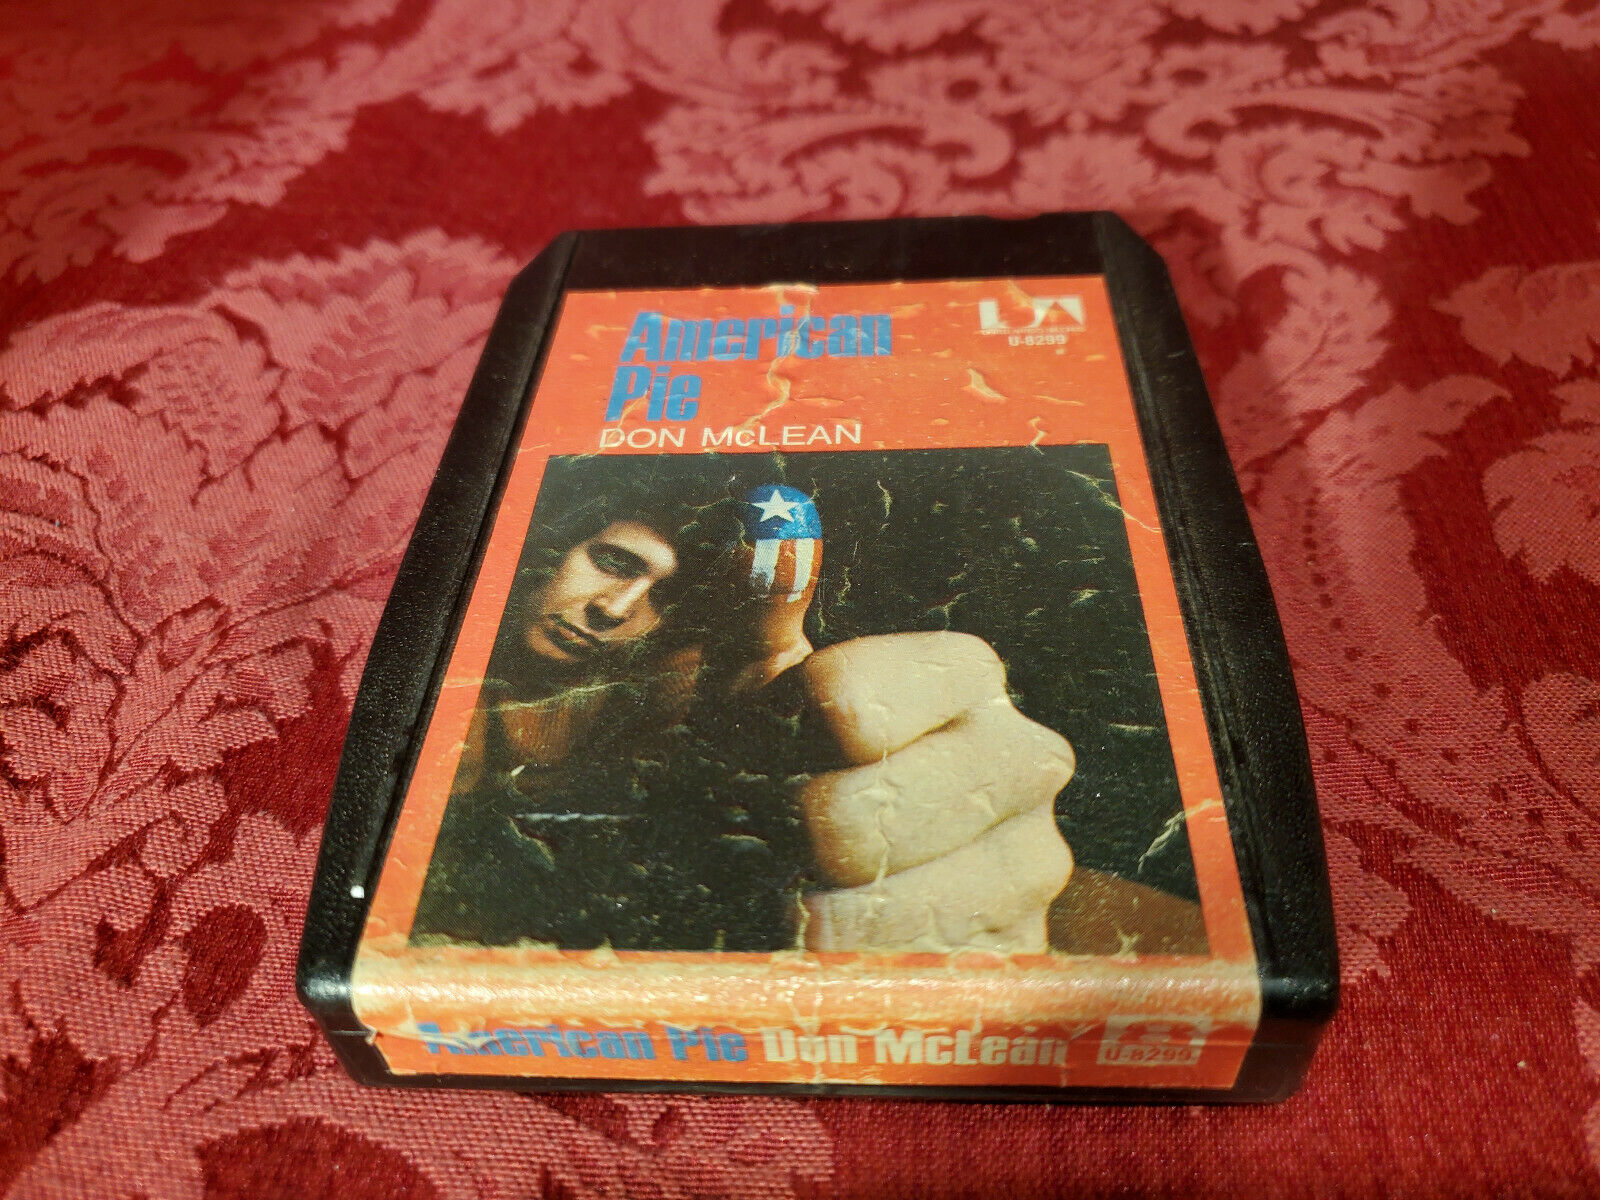 American
Pie
DON McLEAN
UA
U-8299
American Pie Don McLean
U-8299